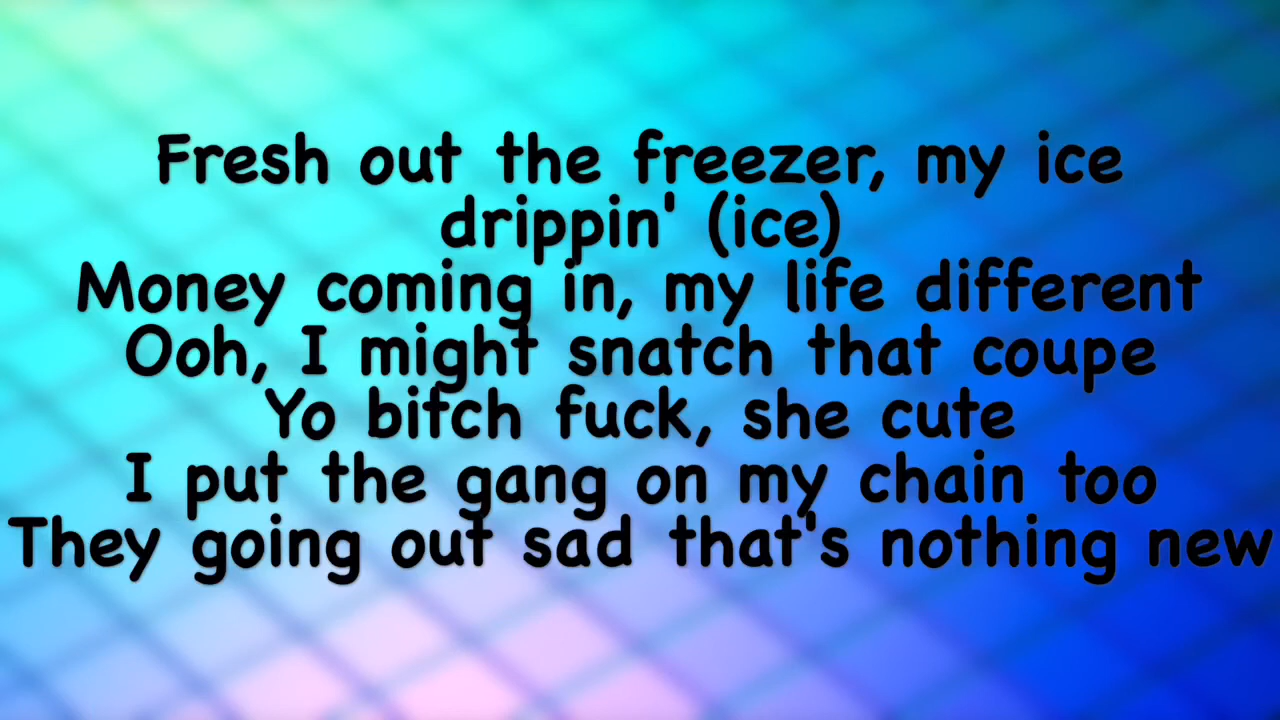 Fresh out the freezer, my ice
drippin' (ice)
Money coming in, my life different
Ooh, I might snatch that coupe
Yo bitch fuck, she cute
I put the gang on my chain too
They going out sad that's nothing new